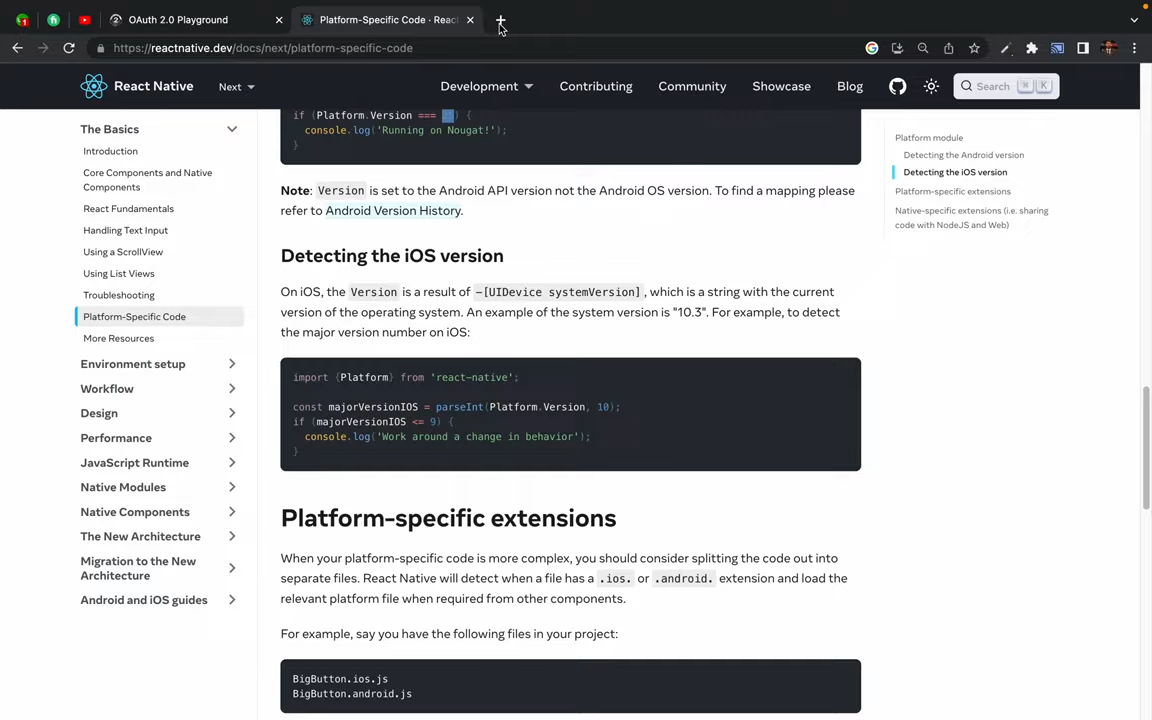 OAuth 2.0 Playground
Platform-Specific Code · Reac
https://reactnative.dev/docs/next/platform-specific-code
React Native
Next
Development
Contributing
Community
Showcase
Blog
Search
⌘ K
The Basics
Introduction
Core Components and Native
Components
React Fundamentals
Handling Text Input
Using a ScrollView
Using List Views
Troubleshooting
Platform-Specific Code
More Resources
Environment setup
Workflow
Design
Performance
JavaScript Runtime
Native Modules
Native Components
The New Architecture
Migration to the New
Architecture
Android and iOS guides
if (Platform.Version === ) {
console.log('Running on Nougat!');
}
Note: Version is set to the Android API version not the Android OS version. To find a mapping please
refer to Android Version History.
Detecting the iOS version
On iOS, the Version is a result of -[UIDevice systemVersion], which is a string with the current
version of the operating system. An example of the system version is "10.3". For example, to detect
the major version number on iOS:
import {Platform} from 'react-native';
const majorVersionIOS = parseInt(Platform.Version, 10);
if (majorVersionIOS <= 9) {
console.log('Work around a change in behavior');
}
Platform-specific extensions
When your platform-specific code is more complex, you should consider splitting the code out into
separate files. React Native will detect when a file has a .ios. or .android. extension and load the
relevant platform file when required from other components.
For example, say you have the following files in your project:
BigButton.ios.js
BigButton.android.js
Platform module
Detecting the Android version
Detecting the iOS version
Platform-specific extensions
Native-specific extensions (i.e. sharing
code with NodeJS and Web)